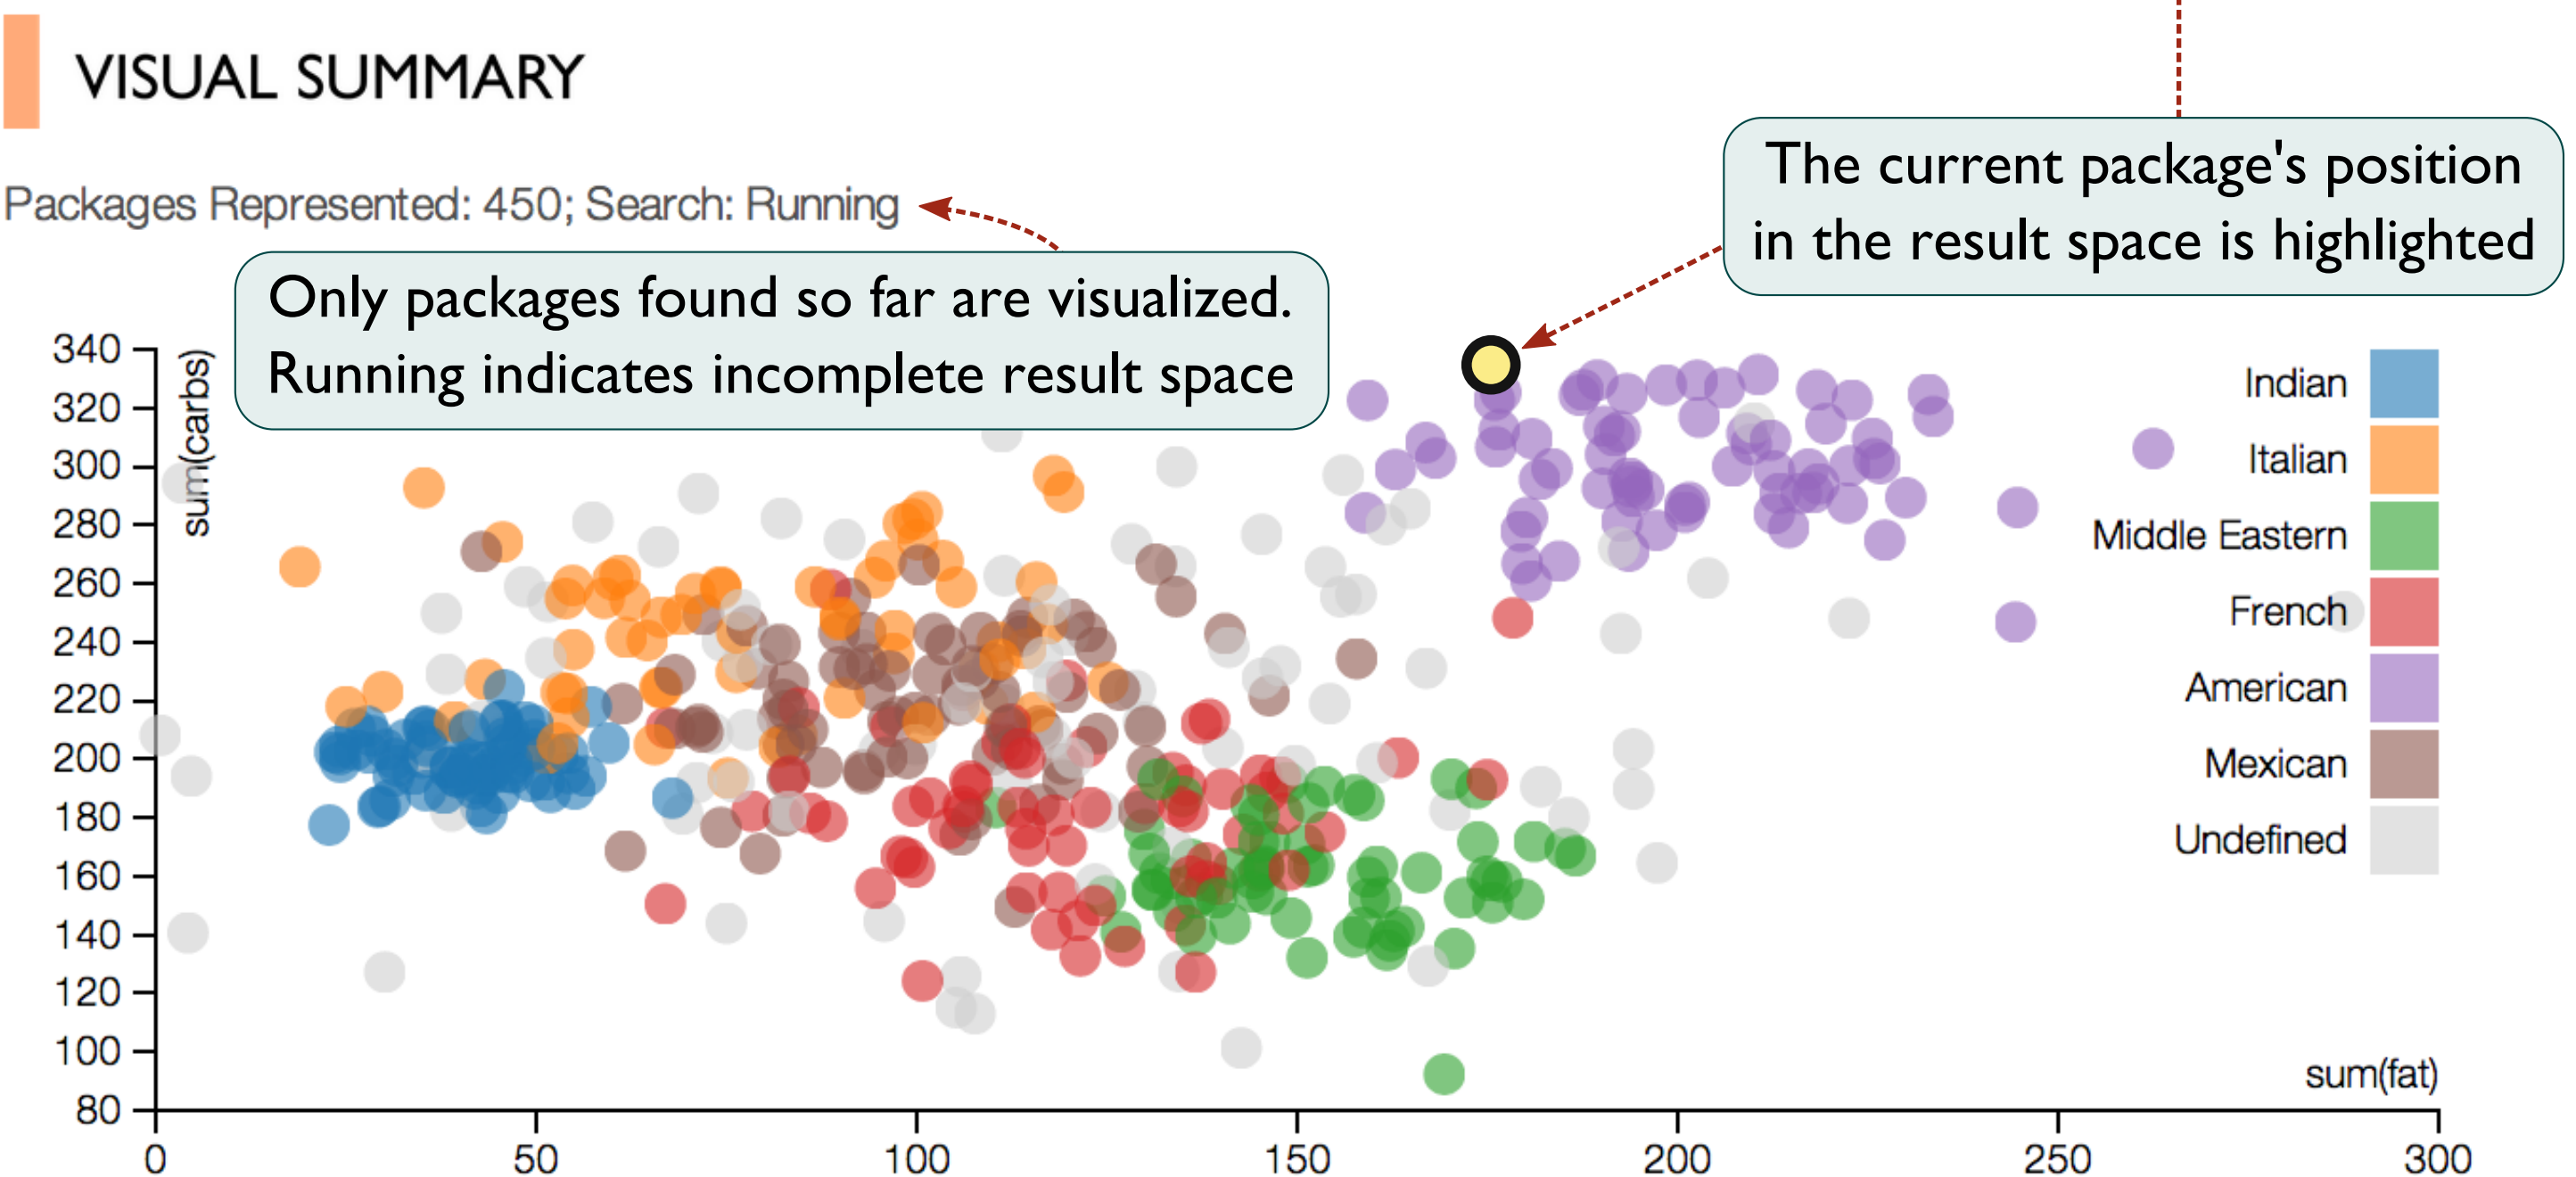 VISUAL SUMMARY
Packages Represented: 450; Search: Running
The current package's position
in the result space is highlighted
Only packages found so far are visualized.
Running indicates incomplete result space
sum(carbs)
340
320
300
280
260
240
220
200
180
160
140
120
100
80
Indian
Italian
Middle Eastern
French
American
Mexican
Undefined
sum(fat)
0
50
100
150
200
250
300